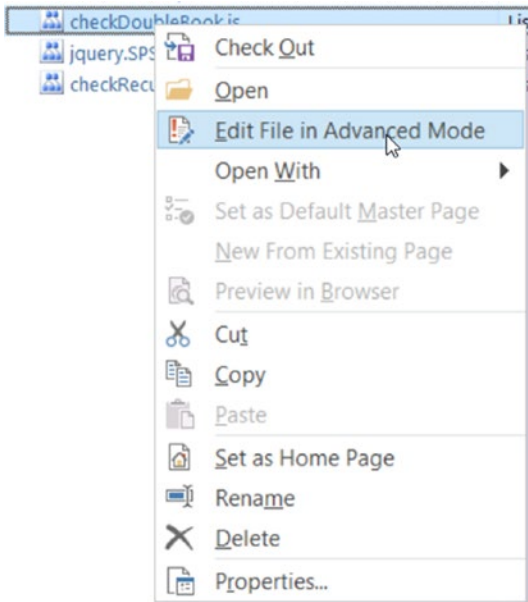 checkDoubleBook.js
jquery.SPS
checkRecu
Check Out
Open
Edit File in Advanced Mode
Open With
Set as Default Master Page
New From Existing Page
Preview in Browser
Cut
Copy
Paste
Set as Home Page
Rename
Delete
Properties...